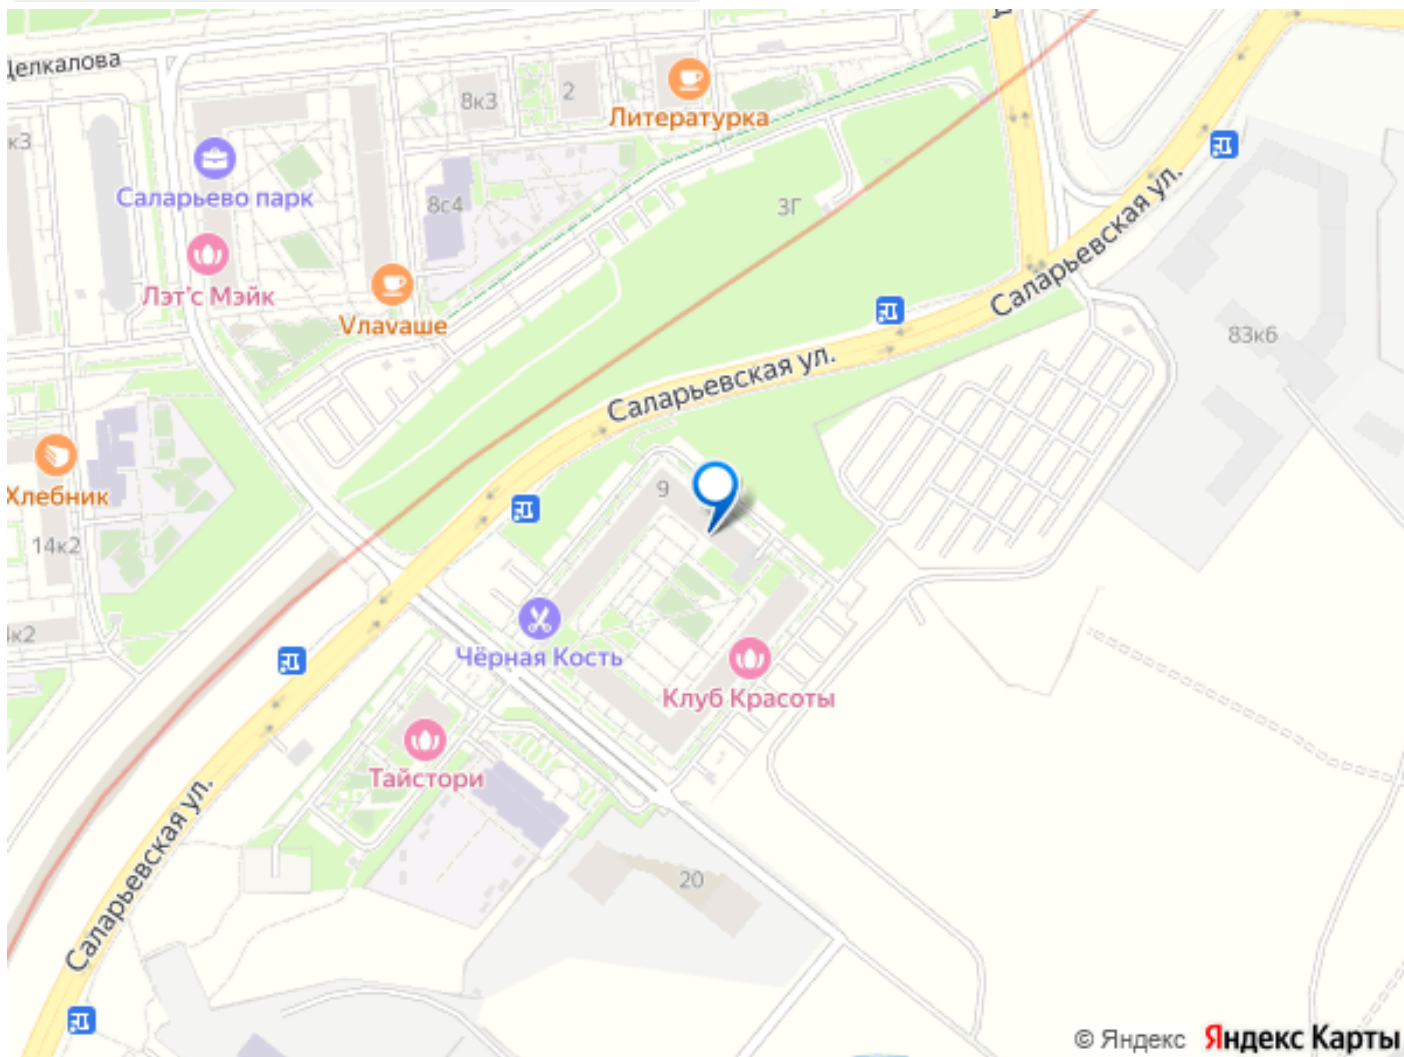 Саларьевская ул.
8к3
2
Литературка
к3
Саларьево парк
8с4
3Г
Лэт'с Мэйк
Vлаvаше
Саларьевская ул.
83к6
Саларьевская ул.
Хлебник
9
14к2
к2
Чёрная Кость
Клуб Красоты
Тайстори
20
© Яндекс Яндекс Карты